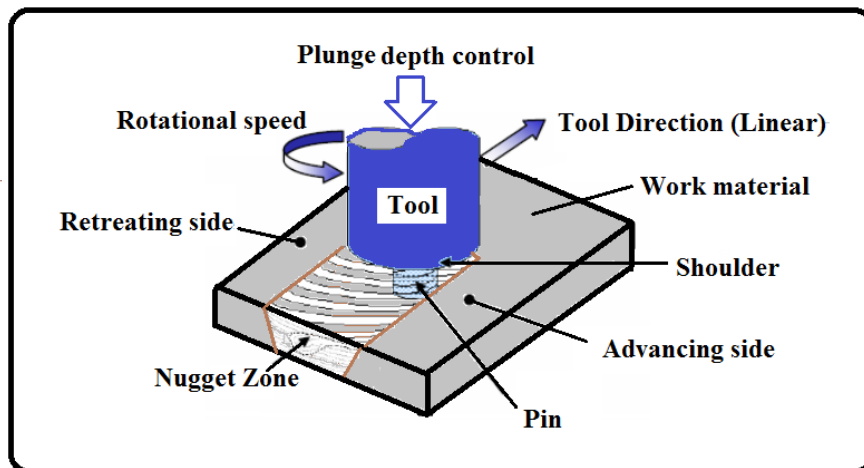 Plunge depth control
Rotational speed
Tool Direction (Linear)
Work material
Tool
Retreating side
Shoulder
Advancing side
Nugget Zone
Pin